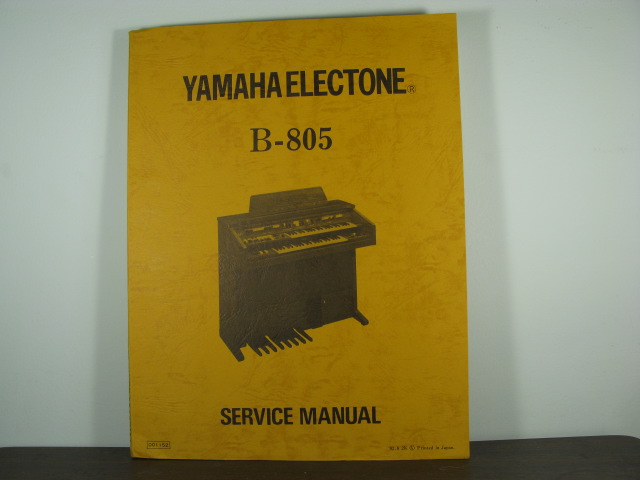 YAMAHA ELECTONE®
B-805
SERVICE MANUAL
Printed in Japan